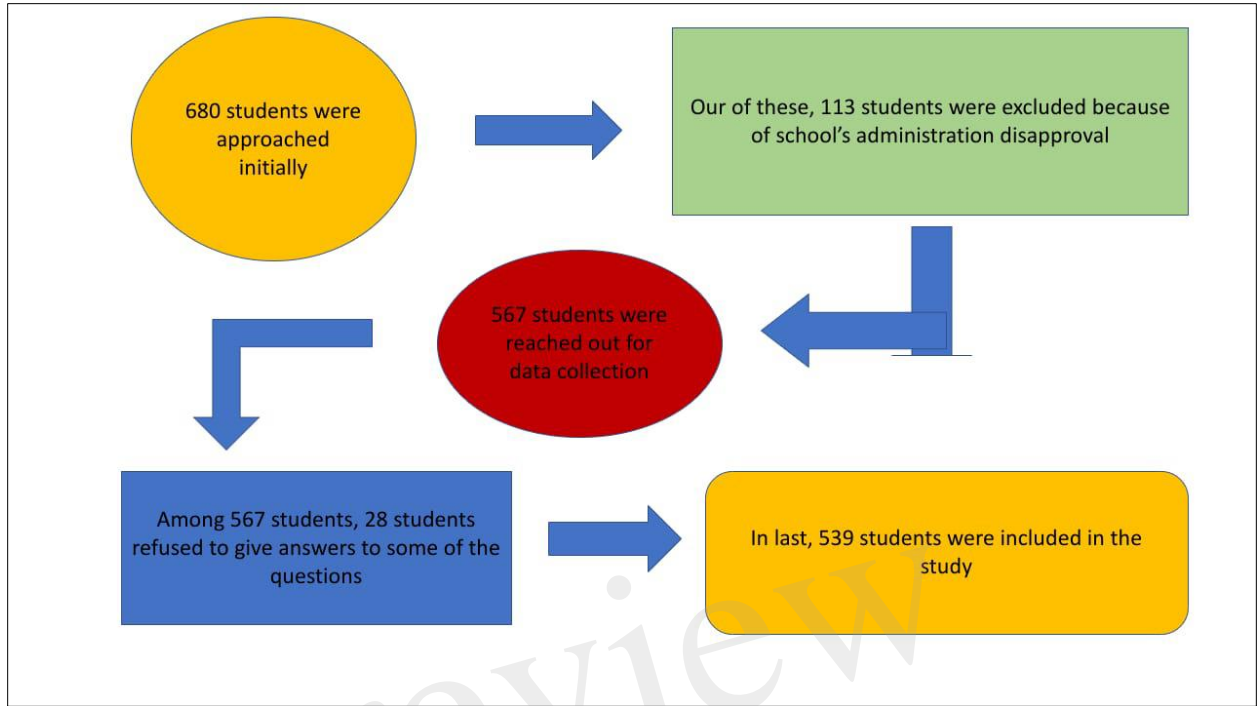 680 students were
approached
initially
Our of these, 113 students were excluded because
of school's administration disapproval
567 students were
reached out for
data collection
Among 567 students, 28 students
refused to give answers to some of the
questions
In last, 539 students were included in the
study
review